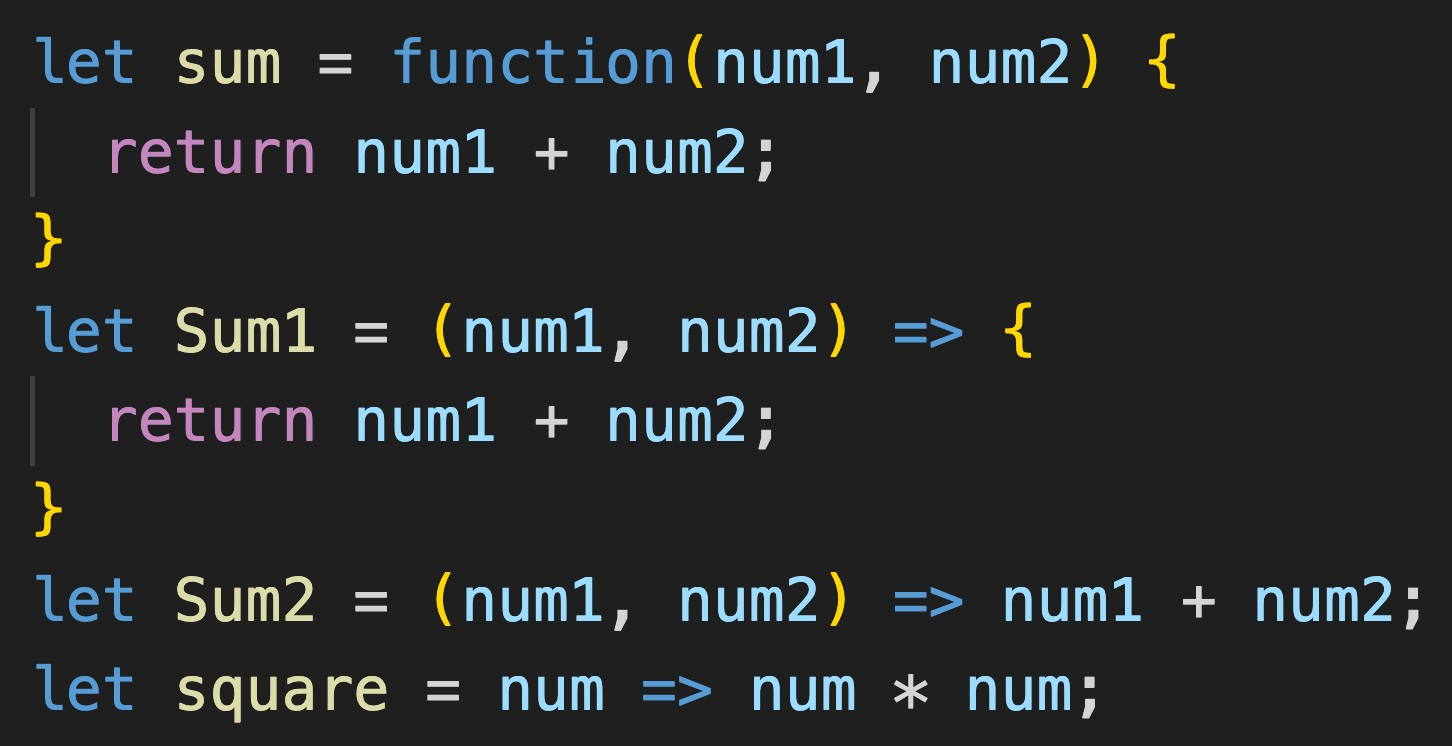 let sum = function(num1, num2) {
  return num1 + num2;
}
let Sum1 = (num1, num2) => {
  return num1 + num2;
}
let Sum2 = (num1, num2) => num1 + num2;
let square = num => num * num;